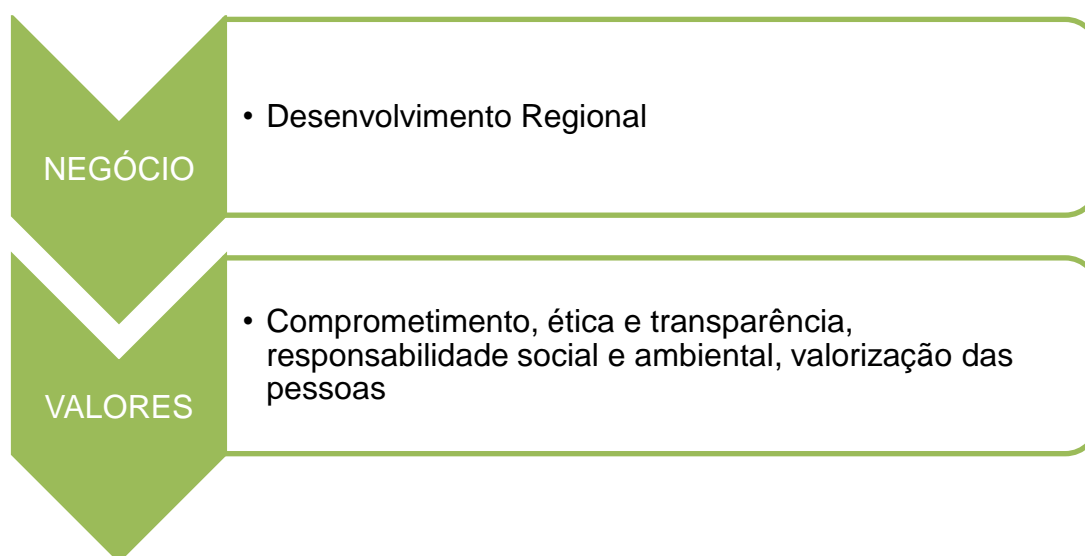 NEGÓCIO
• Desenvolvimento Regional
VALORES
• Comprometimento, ética e transparência,
responsabilidade social e ambiental, valorização das
pessoas